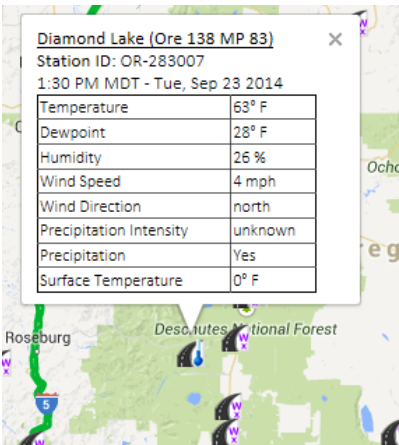 Diamond Lake (Ore 138 MP 83)
Station ID: OR-283007
1:30 PM MDT - Tue, Sep 23 2014
Temperature 63° F
Dewpoint 28° F
Humidity 26 %
Wind Speed 4 mph
Wind Direction north
Precipitation Intensity unknown
Precipitation Yes
Surface Temperature 0° F
Ocho
eg
Roseburg
Deschutes National Forest
5